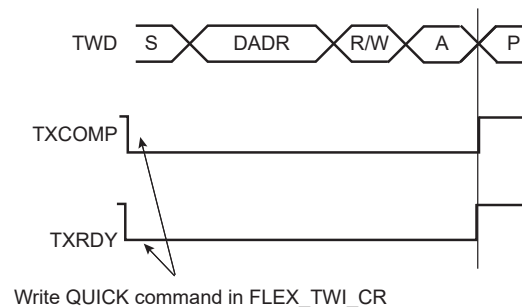 TWD S DADR R/W A P
TXCOMP
TXRDY
Write QUICK command in FLEX_TWI_CR